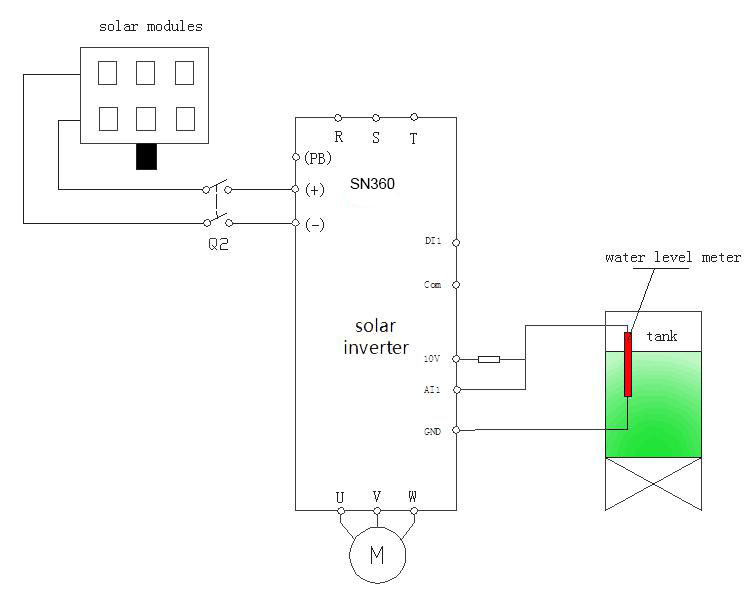 solar modules
R S T
(PB)
SN360
(+)
(-)
Q2
DI1
Com
water level meter
tank
solar
inverter
10V
AI1
GND
U V W
M